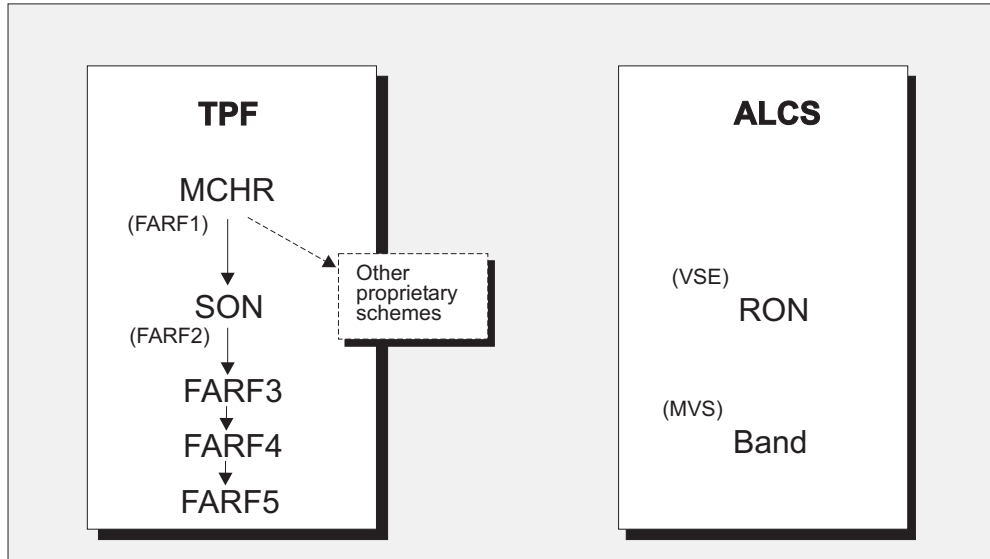 TPF
MCHR
(FARF1)
Other
proprietary
schemes
SON
(FARF2)
FARF3
FARF4
FARF5
ALCS
(VSE)
RON
(MVS)
Band